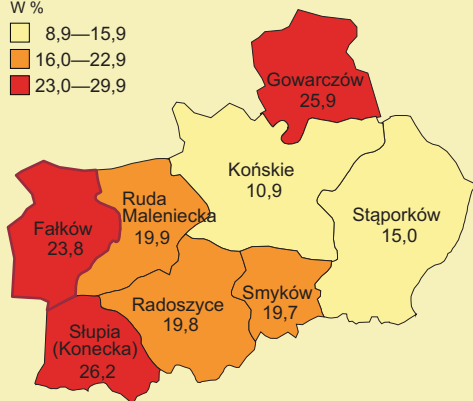 W %
8,9—15,9
16,0—22,9
23,0—29,9
Gowarczów
25,9
Końskie
10,9
Stąporków
15,0
Ruda
Maleniecka
19,9
Fałków
23,8
Radoszyce
19,8
Smyków
19,7
Słupia
(Konecka)
26,2